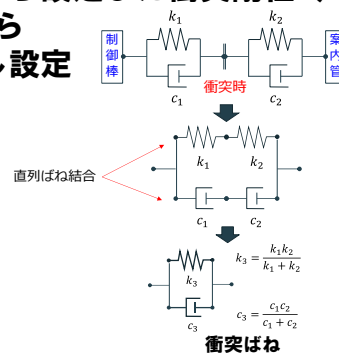 ら
設定
k₁
k₂
制御棒
案内管
c₁
衝突時
c₂
k₁
k₂
直列ばね結合
c₁
c₂
k₃
k₃ = k₁k₂ / (k₁ + k₂)
c₃
c₃ = c₁c₂ / (c₁ + c₂)
衝突ばね